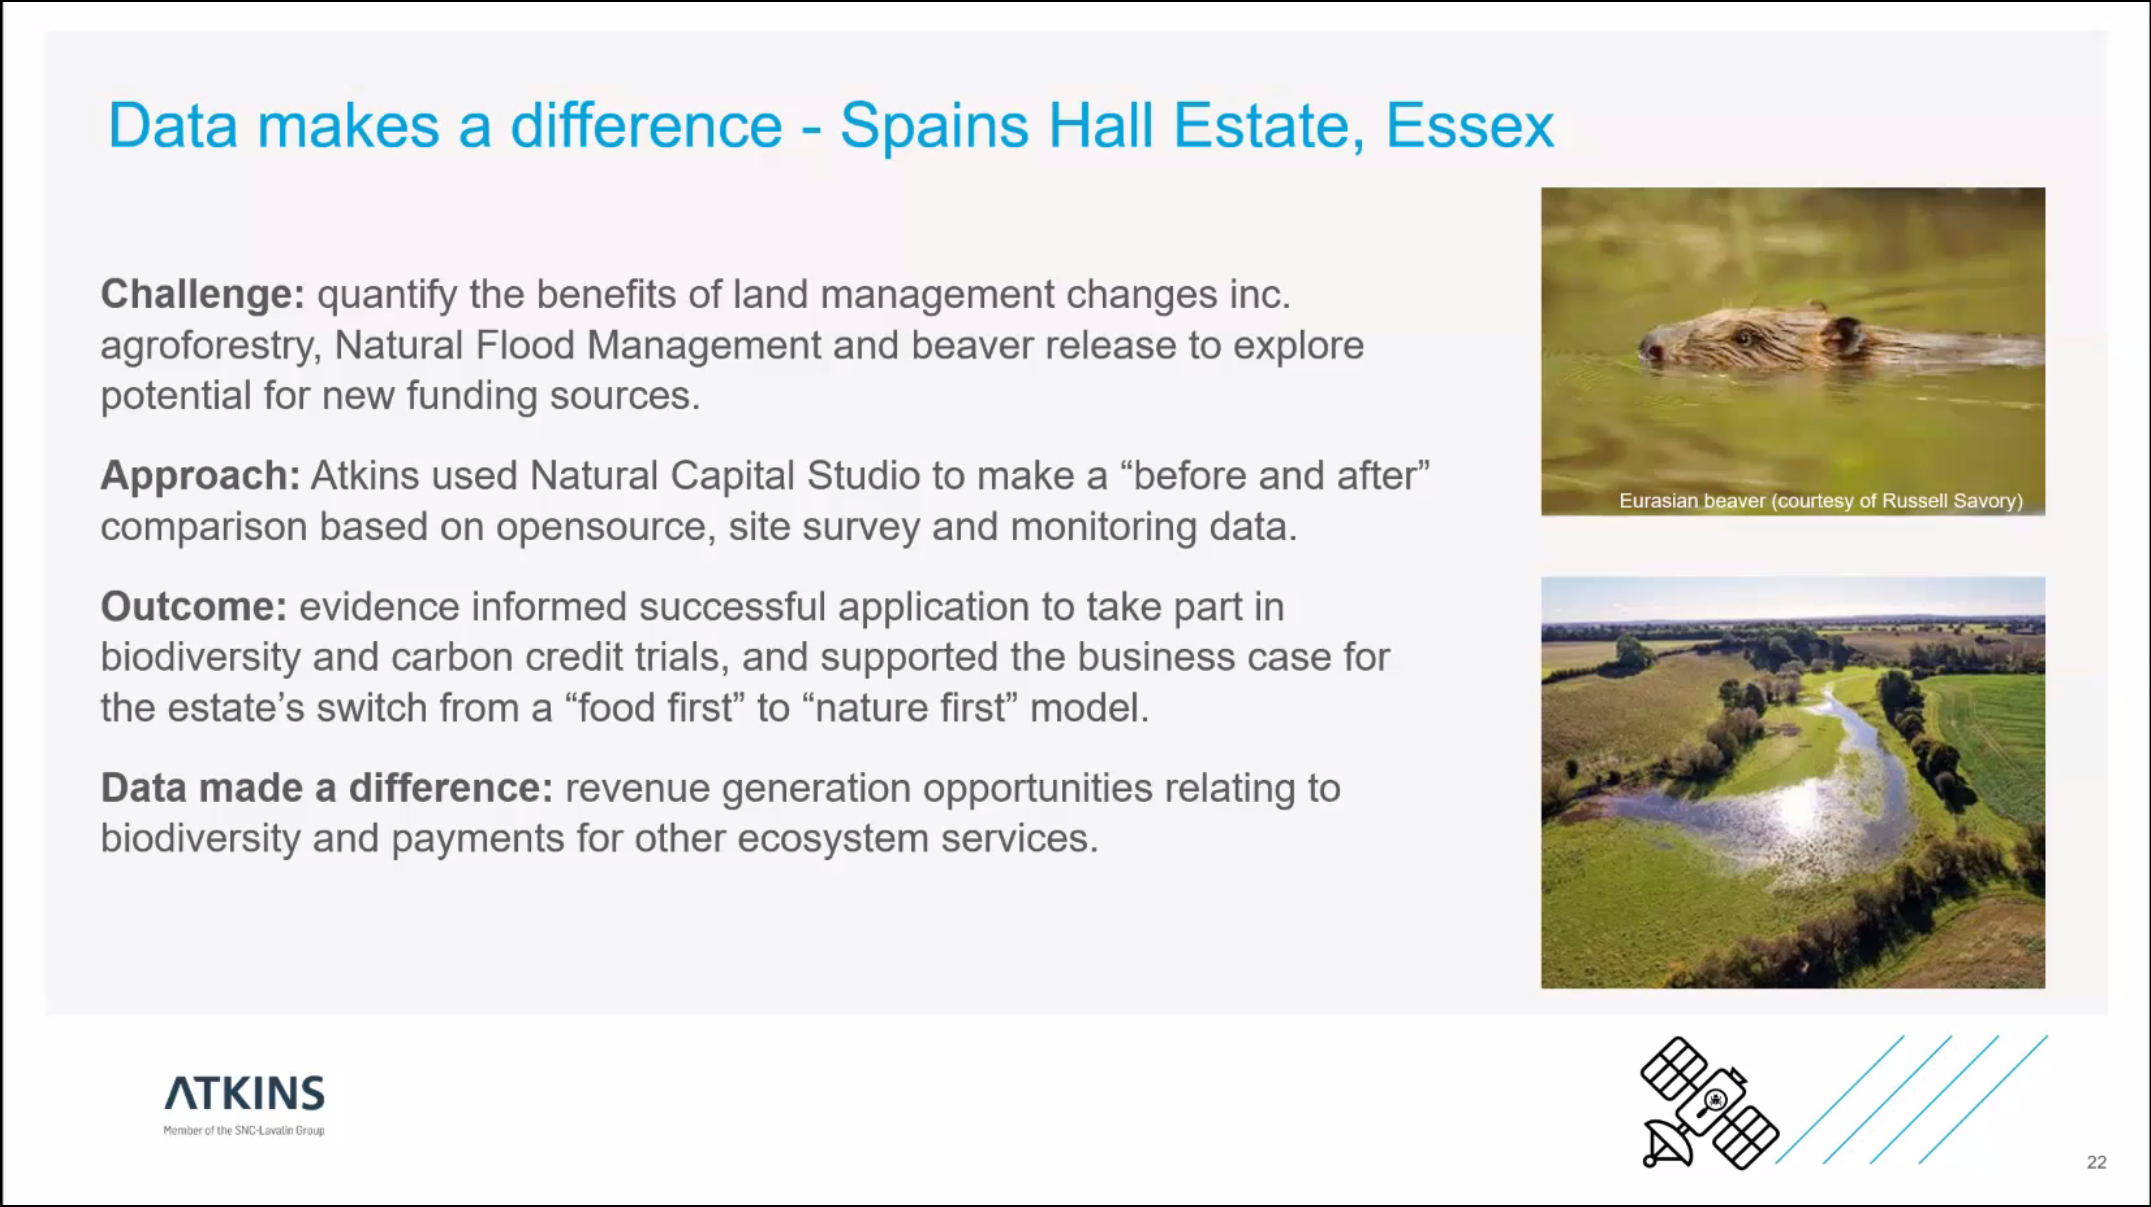 Data makes a difference - Spains Hall Estate, Essex
Challenge: quantify the benefits of land management changes inc.
agroforestry, Natural Flood Management and beaver release to explore
potential for new funding sources.
Approach: Atkins used Natural Capital Studio to make a “before and after”
comparison based on opensource, site survey and monitoring data.
Outcome: evidence informed successful application to take part in
biodiversity and carbon credit trials, and supported the business case for
the estate’s switch from a “food first” to “nature first” model.
Data made a difference: revenue generation opportunities relating to
biodiversity and payments for other ecosystem services.
Eurasian beaver (courtesy of Russell Savory)
ATKINS
Member of the SNC-Lavalin Group
22